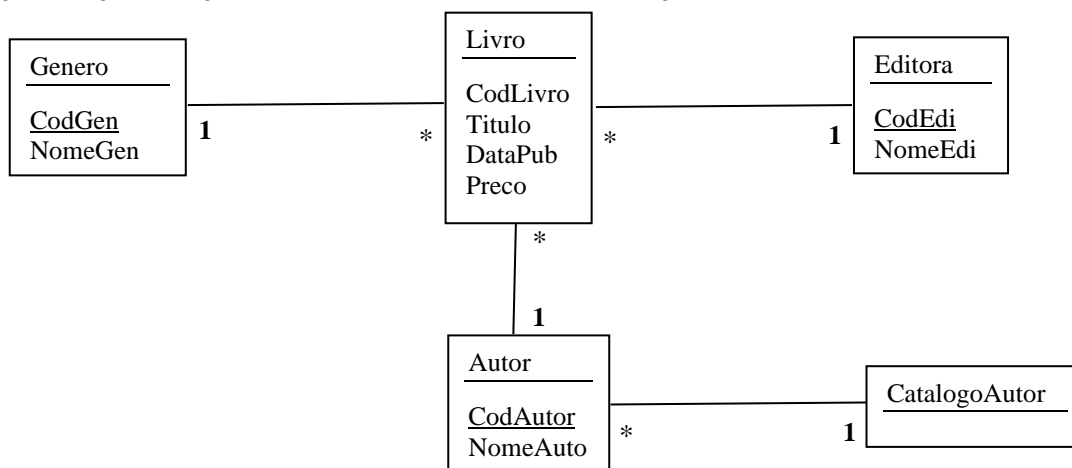 Genero
CodGen
NomeGen
1
*
Livro
CodLivro
Titulo
DataPub
Preco
*
1
Editora
CodEdi
NomeEdi
*
1
Autor
CodAutor
NomeAuto
*
1
CatalogoAutor